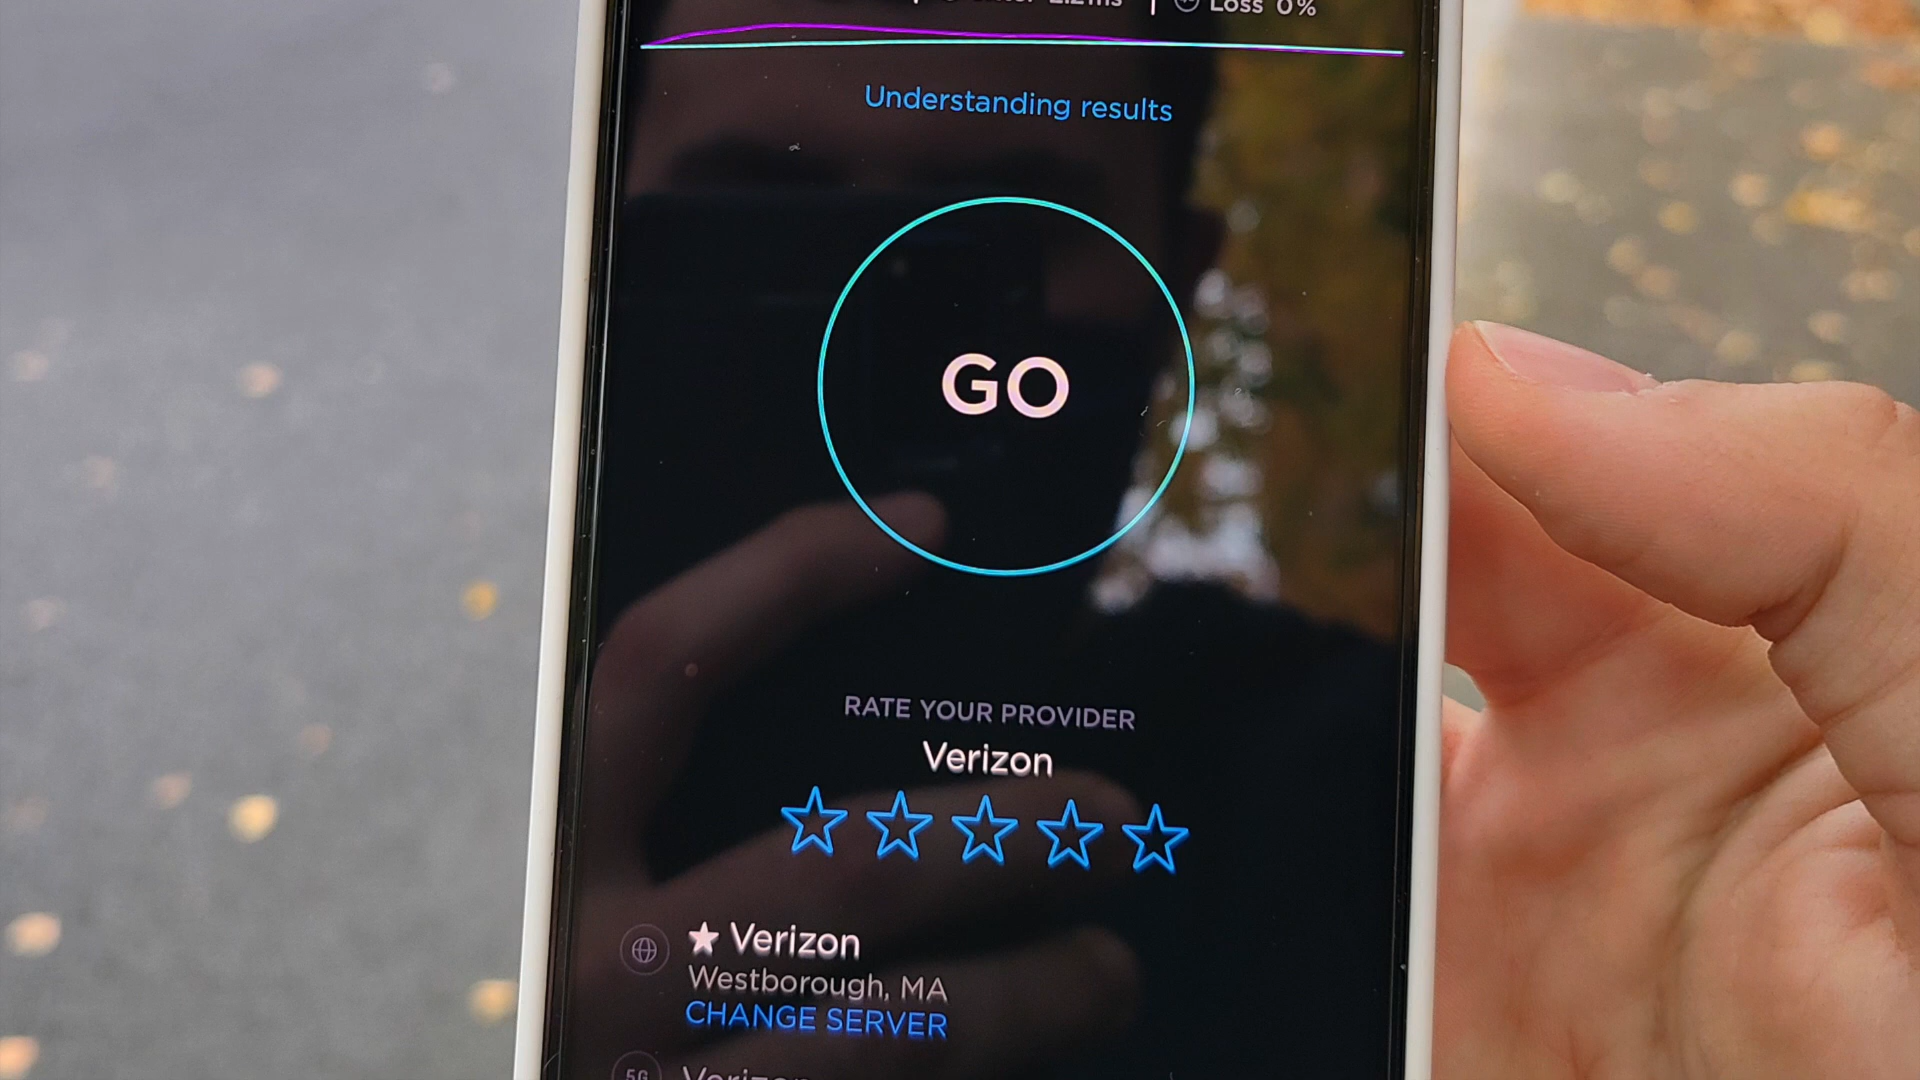 Loss 0%
Understanding results
GO
RATE YOUR PROVIDER
Verizon
Verizon
Westborough, MA
CHANGE SERVER
5G Verizon